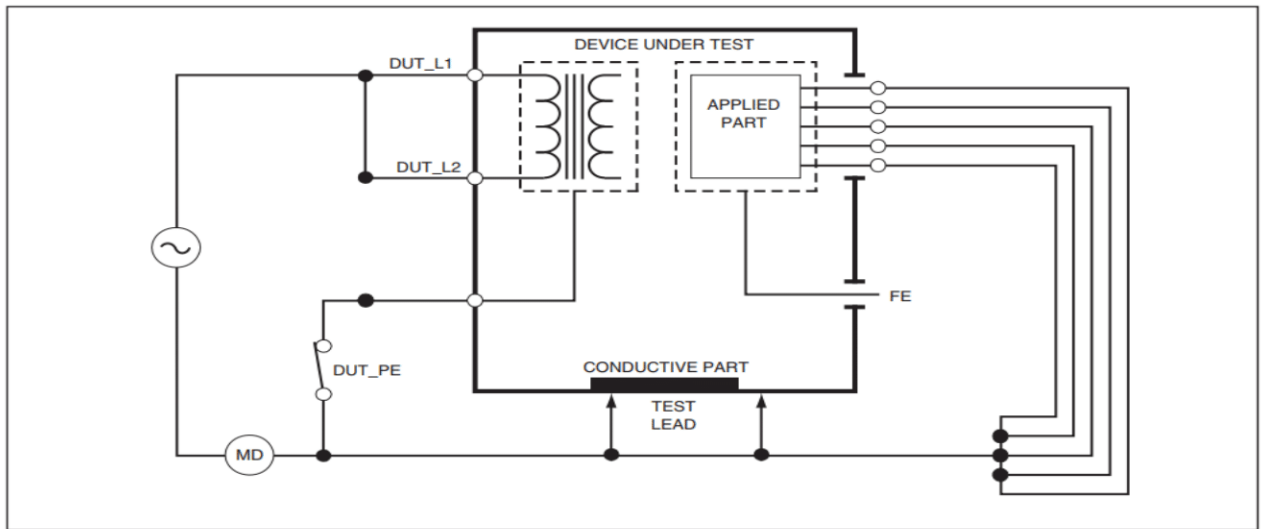 DEVICE UNDER TEST
DUT_L1
APPLIED
PART
DUT_L2
FE
DUT_PE
CONDUCTIVE PART
TEST
LEAD
MD